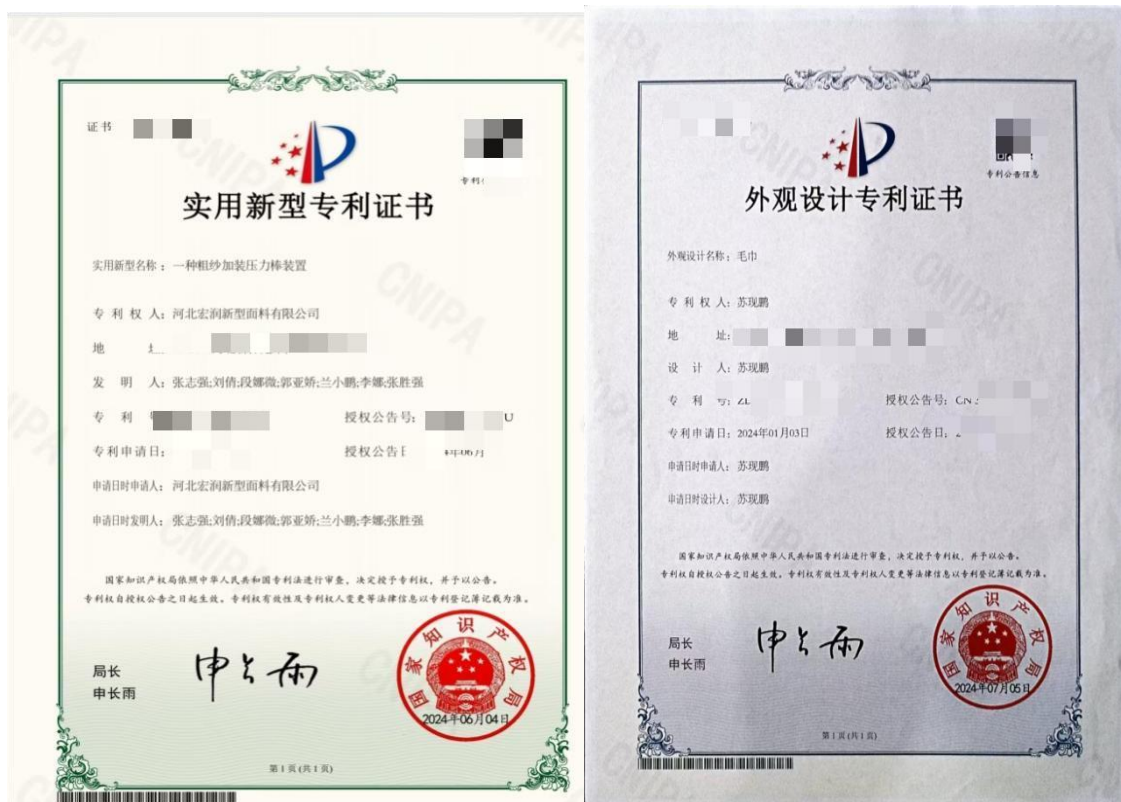 证书
实用新型专利证书
实用新型名称：一种粗纱加装压力棒装置
专利权人：河北宏润新型面料有限公司
地
发明人：张志强;刘倩;段娜微;郭亚娇;兰小鹏;李娜;张胜强
专利
授权公告号：
U
专利申请日：
授权公告日
年06月
申请日时申请人：河北宏润新型面料有限公司
申请日时发明人：张志强;刘倩;段娜微;郭亚娇;兰小鹏;李娜;张胜强
国家知识产权局依照中华人民共和国专利法进行审查，决定授予专利权，并予以公告。
专利权自授权公告之日起生效。专利权有效性及专利权人变更等法律信息以专利登记簿记载为准。
局长
申长雨
申长雨
国家知识产权局
2024年06月04日
第1页(共1页)
专利公告信息
外观设计专利证书
外观设计名称：毛巾
专利权人：苏现鹏
地址：
设计人：苏现鹏
专利号：ZL
授权公告号：CN
专利申请日：2024年01月03日
授权公告日：
申请日时申请人：苏现鹏
申请日时设计人：苏现鹏
国家知识产权局依照中华人民共和国专利法进行审查，决定授予专利权，并予以公告。
专利权自授权公告之日起生效。专利权有效性及专利权人变更等法律信息以专利登记簿记载为准。
局长
申长雨
申长雨
国家知识产权局
2024年07月05日
第1页(共1页)
CNIPA